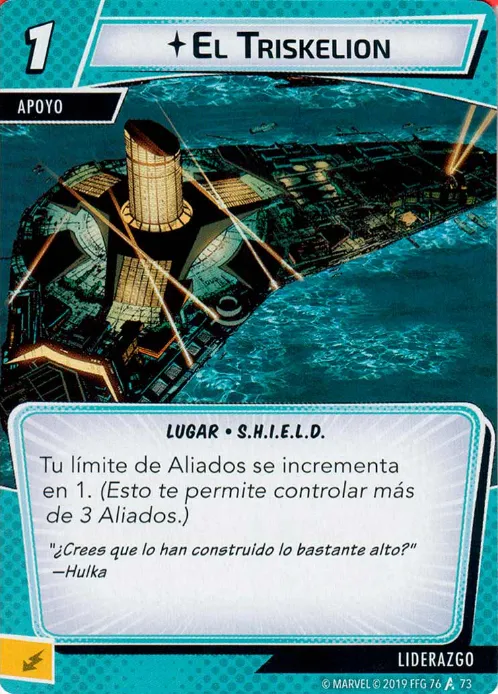 1
El Triskelion
APOYO
LUGAR • S.H.I.E.L.D.
Tu límite de Aliados se incrementa
en 1. (Esto te permite controlar más
de 3 Aliados.)
"¿Crees que lo han construido lo bastante alto?"
—Hulka
LIDERAZGO
© MARVEL © 2019 FFG 76 A 73